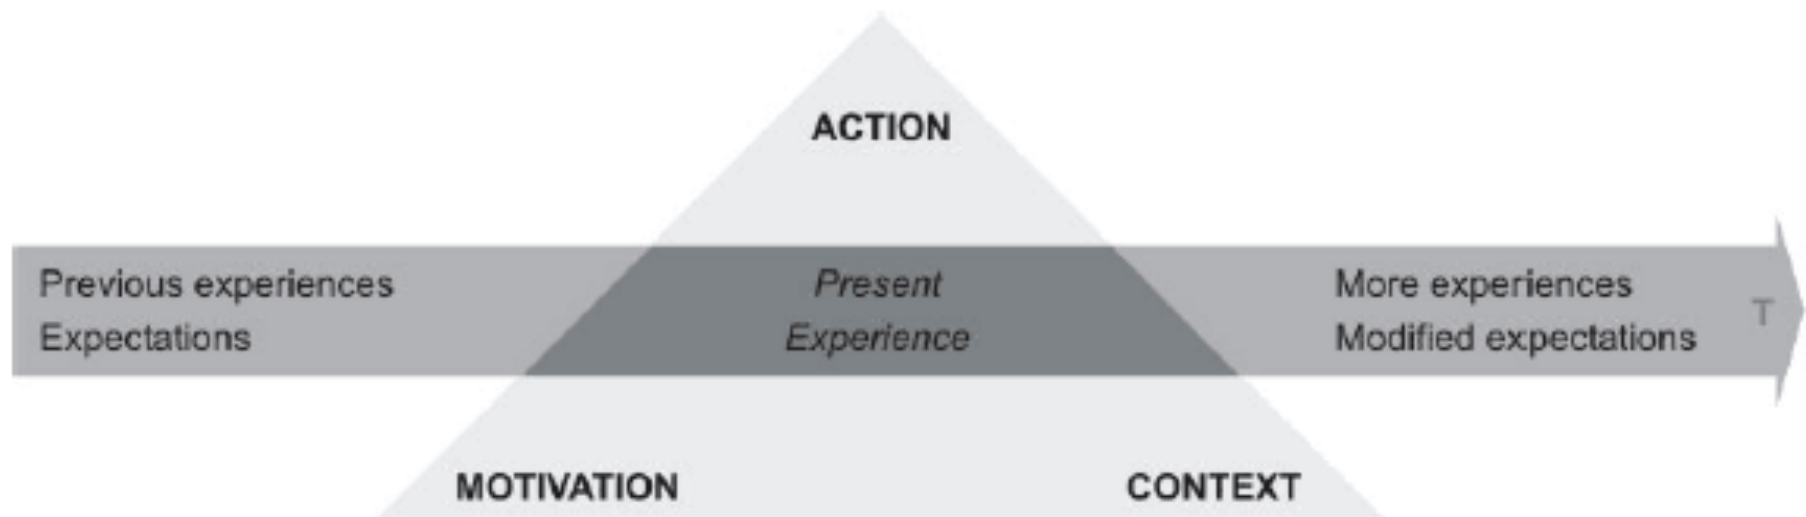 ACTION
Previous experiences
Expectations
Present
Experience
More experiences
Modified expectations
T
MOTIVATION
CONTEXT